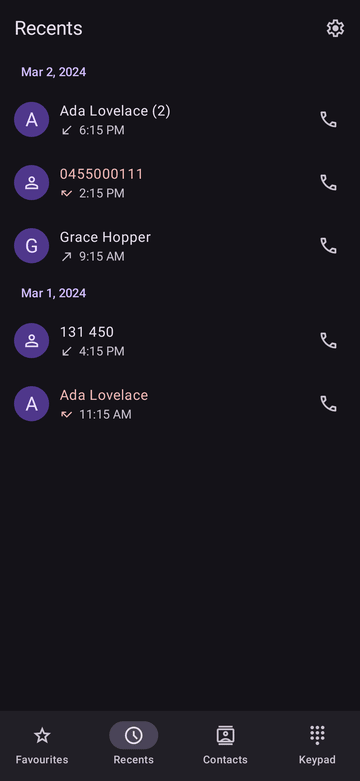 Recents
Mar 2, 2024
A
Ada Lovelace (2)
6:15 PM
0455000111
2:15 PM
G
Grace Hopper
9:15 AM
Mar 1, 2024
131 450
4:15 PM
A
Ada Lovelace
11:15 AM
Favourites
Recents
Contacts
Keypad